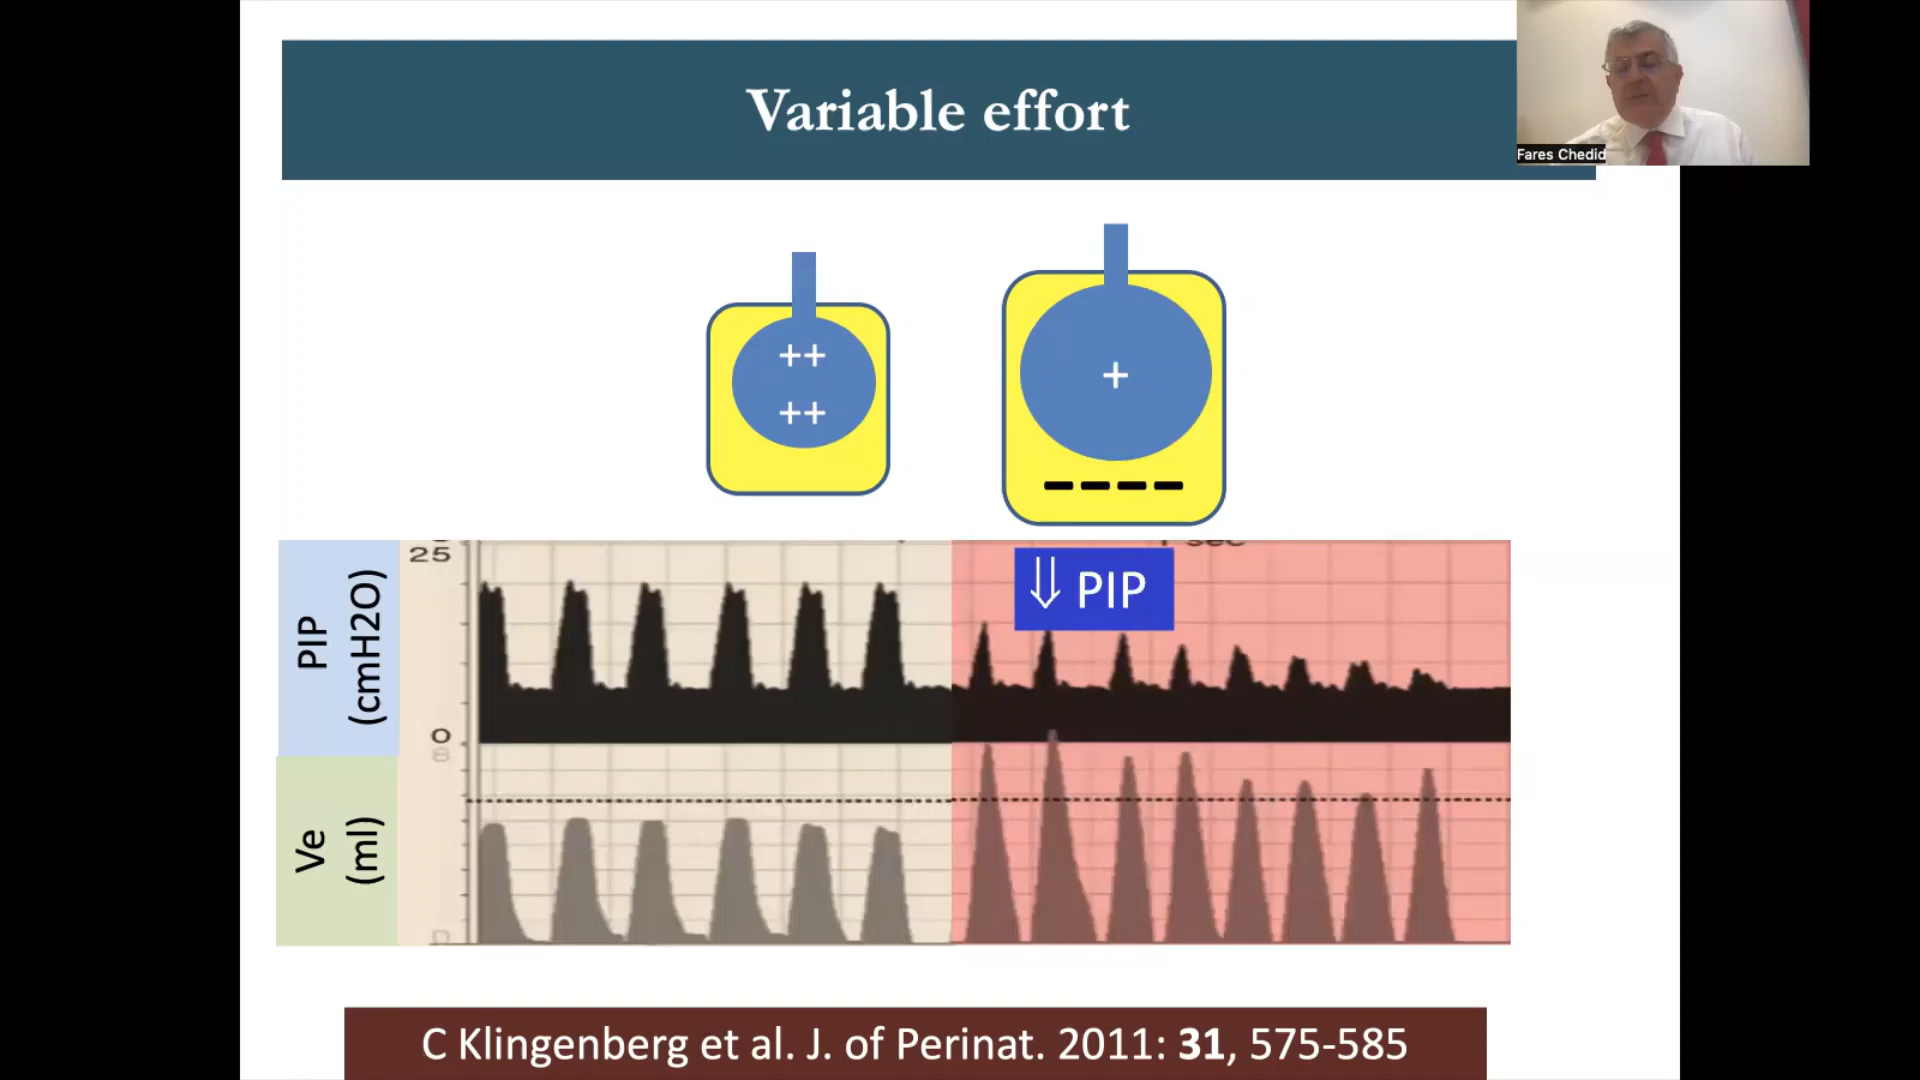 Variable effort
Fares Chedid
++
++
+
25
⇓ PIP
PIP
(cmH2O)
0
Ve
(ml)
C Klingenberg et al. J. of Perinat. 2011: 31, 575-585